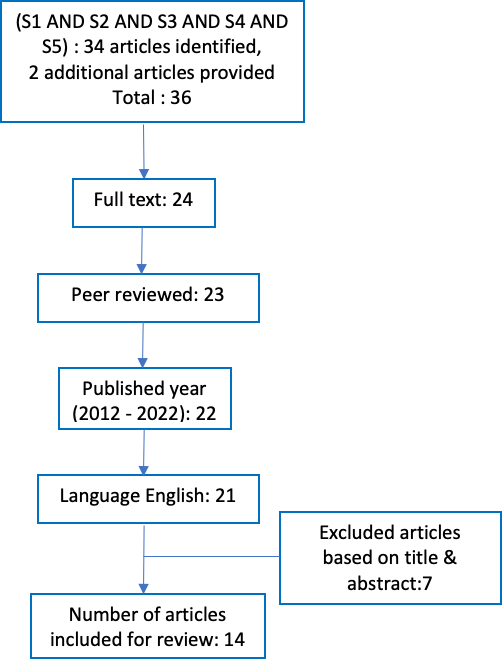 (S1 AND S2 AND S3 AND S4 AND
S5) : 34 articles identified,
2 additional articles provided
Total : 36
Full text: 24
Peer reviewed: 23
Published year
(2012 - 2022): 22
Language English: 21
Excluded articles
based on title &
abstract:7
Number of articles
included for review: 14